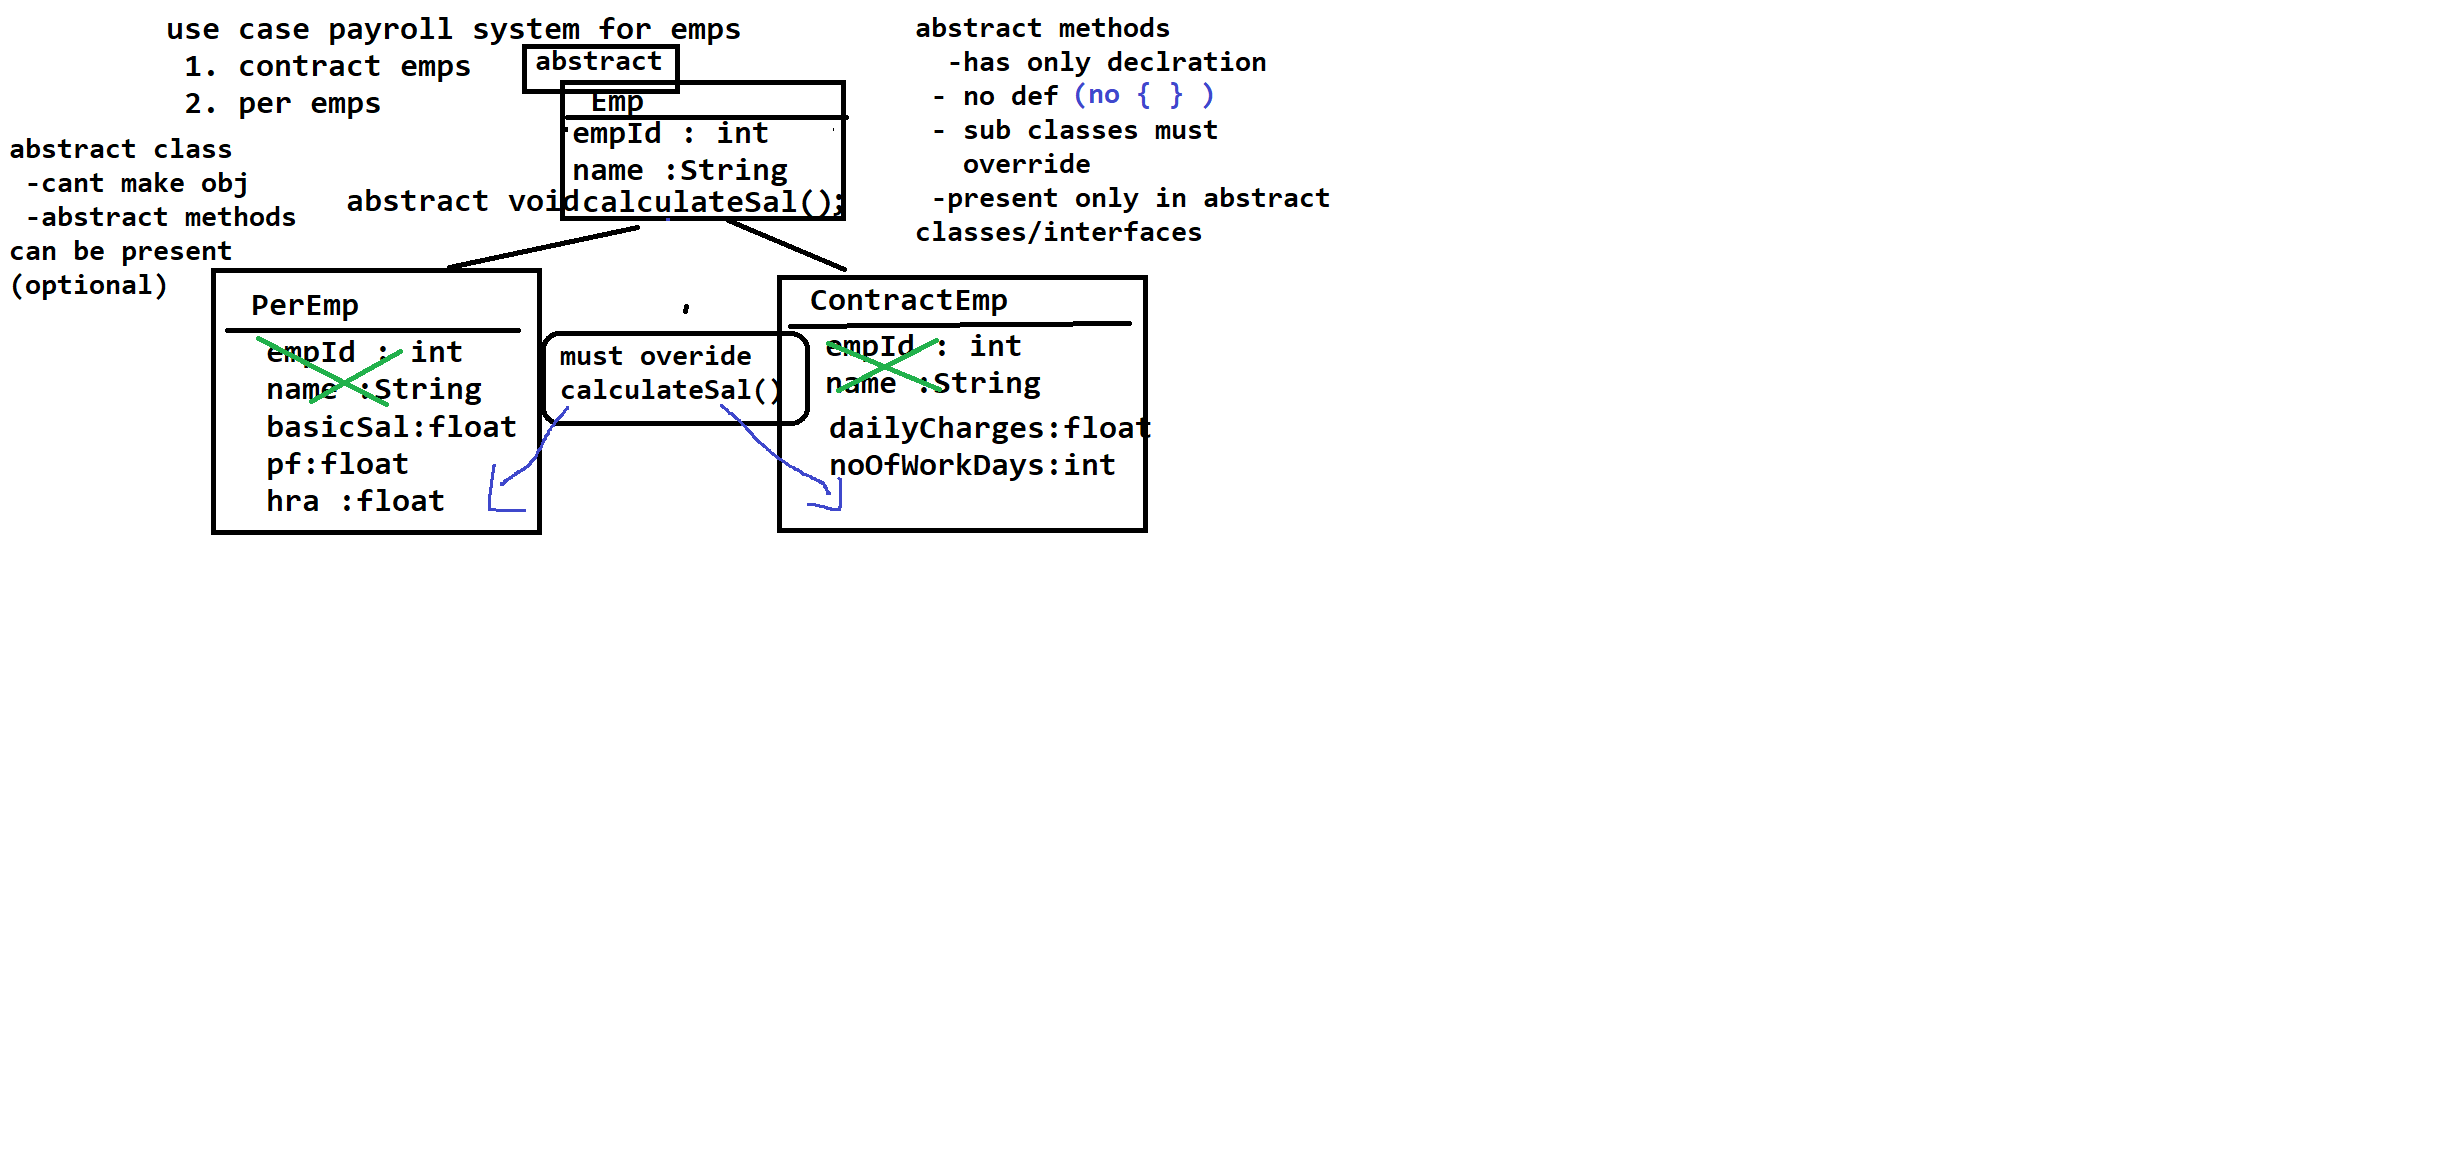 use case payroll system for emps
1. contract emps
2. per emps
abstract class
-cant make obj
-abstract methods
can be present
(optional)
abstract
Emp
empId : int
name :String
abstract void calculateSal();
abstract methods
-has only declration
- no def (no { } )
- sub classes must
override
-present only in abstract
classes/interfaces
PerEmp
empId : int
name :String
basicSal:float
pf:float
hra :float
must overide
calculateSal()
ContractEmp
empId : int
name :String
dailyCharges:float
noOfWorkDays:int